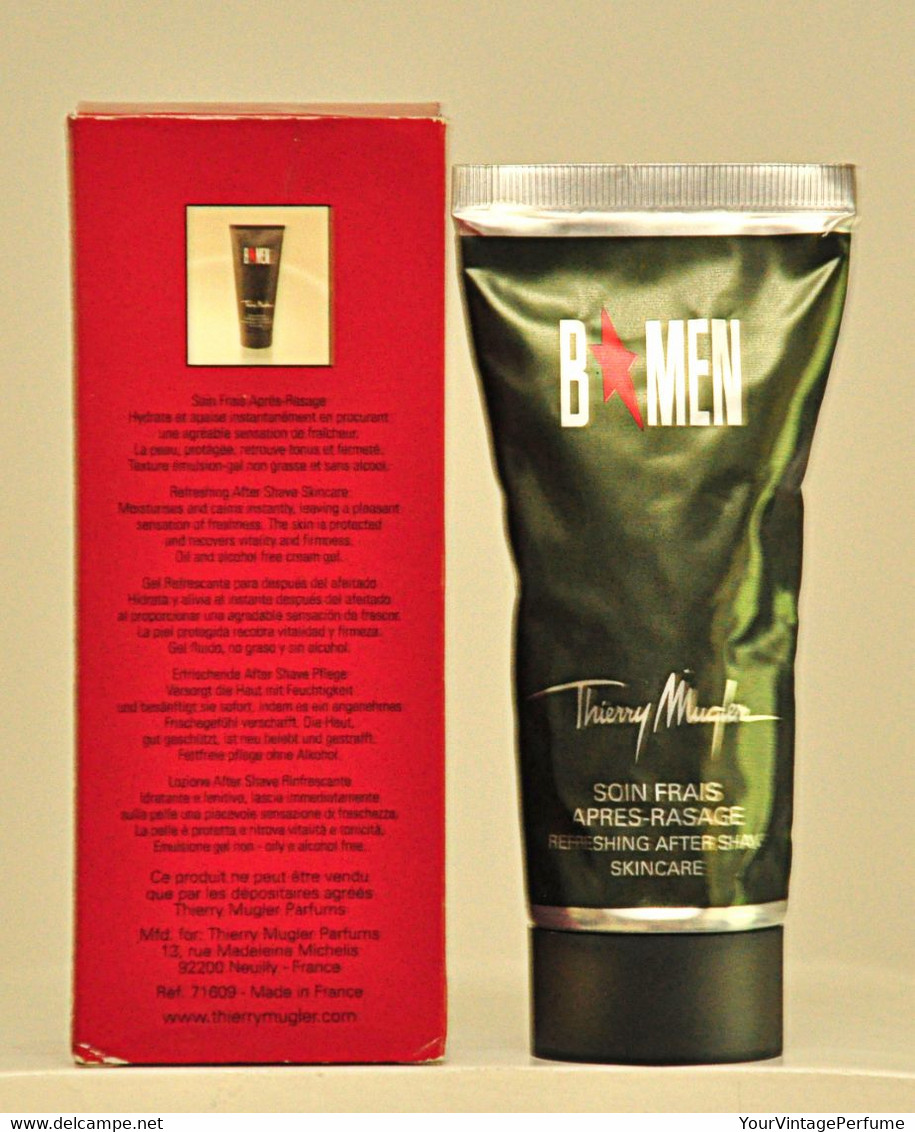 Soin Frais Après-Rasage
Hydrate et apaise instantanément en procurant
une agréable sensation de fraîcheur.
La peau, protégée, retrouve tonus et fermeté.
Texture émulsion-gel non grasse et sans alcool.
Refreshing After Shave Skincare
Moisturises and calms instantly, leaving a pleasant
sensation of freshness. The skin is protected
and recovers vitality and firmness.
Oil and alcohol free cream gel.
Gel Refrescante para después del afeitado
Hidrata y alivia al instante después del afeitado
al proporcionar una agradable sensación de frescor.
La piel protegida recobra vitalidad y firmeza.
Gel fluido, no graso y sin alcohol.
Erfrischende After Shave Pflege
Versorgt die Haut mit Feuchtigkeit
und besänftigt sie sofort, indem es ein angenehmes
Frischegefühl verschafft. Die Haut,
gut geschützt, ist neu belebt und gestrafft.
Fettfreie pflege ohne Alkohol.
Lozione After Shave Rinfrescante
Idratante e lenitivo, lascia immediatamente
sulla pelle una piacevole sensazione di freschezza.
La pelle è protetta e ritrova vitalità e tonicità.
Emulsione gel non - oily e alcohol free.
Ce produit ne peut être vendu
que par les dépositaires agréés
Thierry Mugler Parfums
Mfd. for: Thierry Mugler Parfums
13, rue Madeleine Michelis
92200 Neuilly - France
Réf. 71609 - Made in France
www.thierrymugler.com
B MEN
Thierry Mugler
SOIN FRAIS
APRES-RASAGE
REFRESHING AFTER SHAVE
SKINCARE
www.delcampe.net
YourVintagePerfume